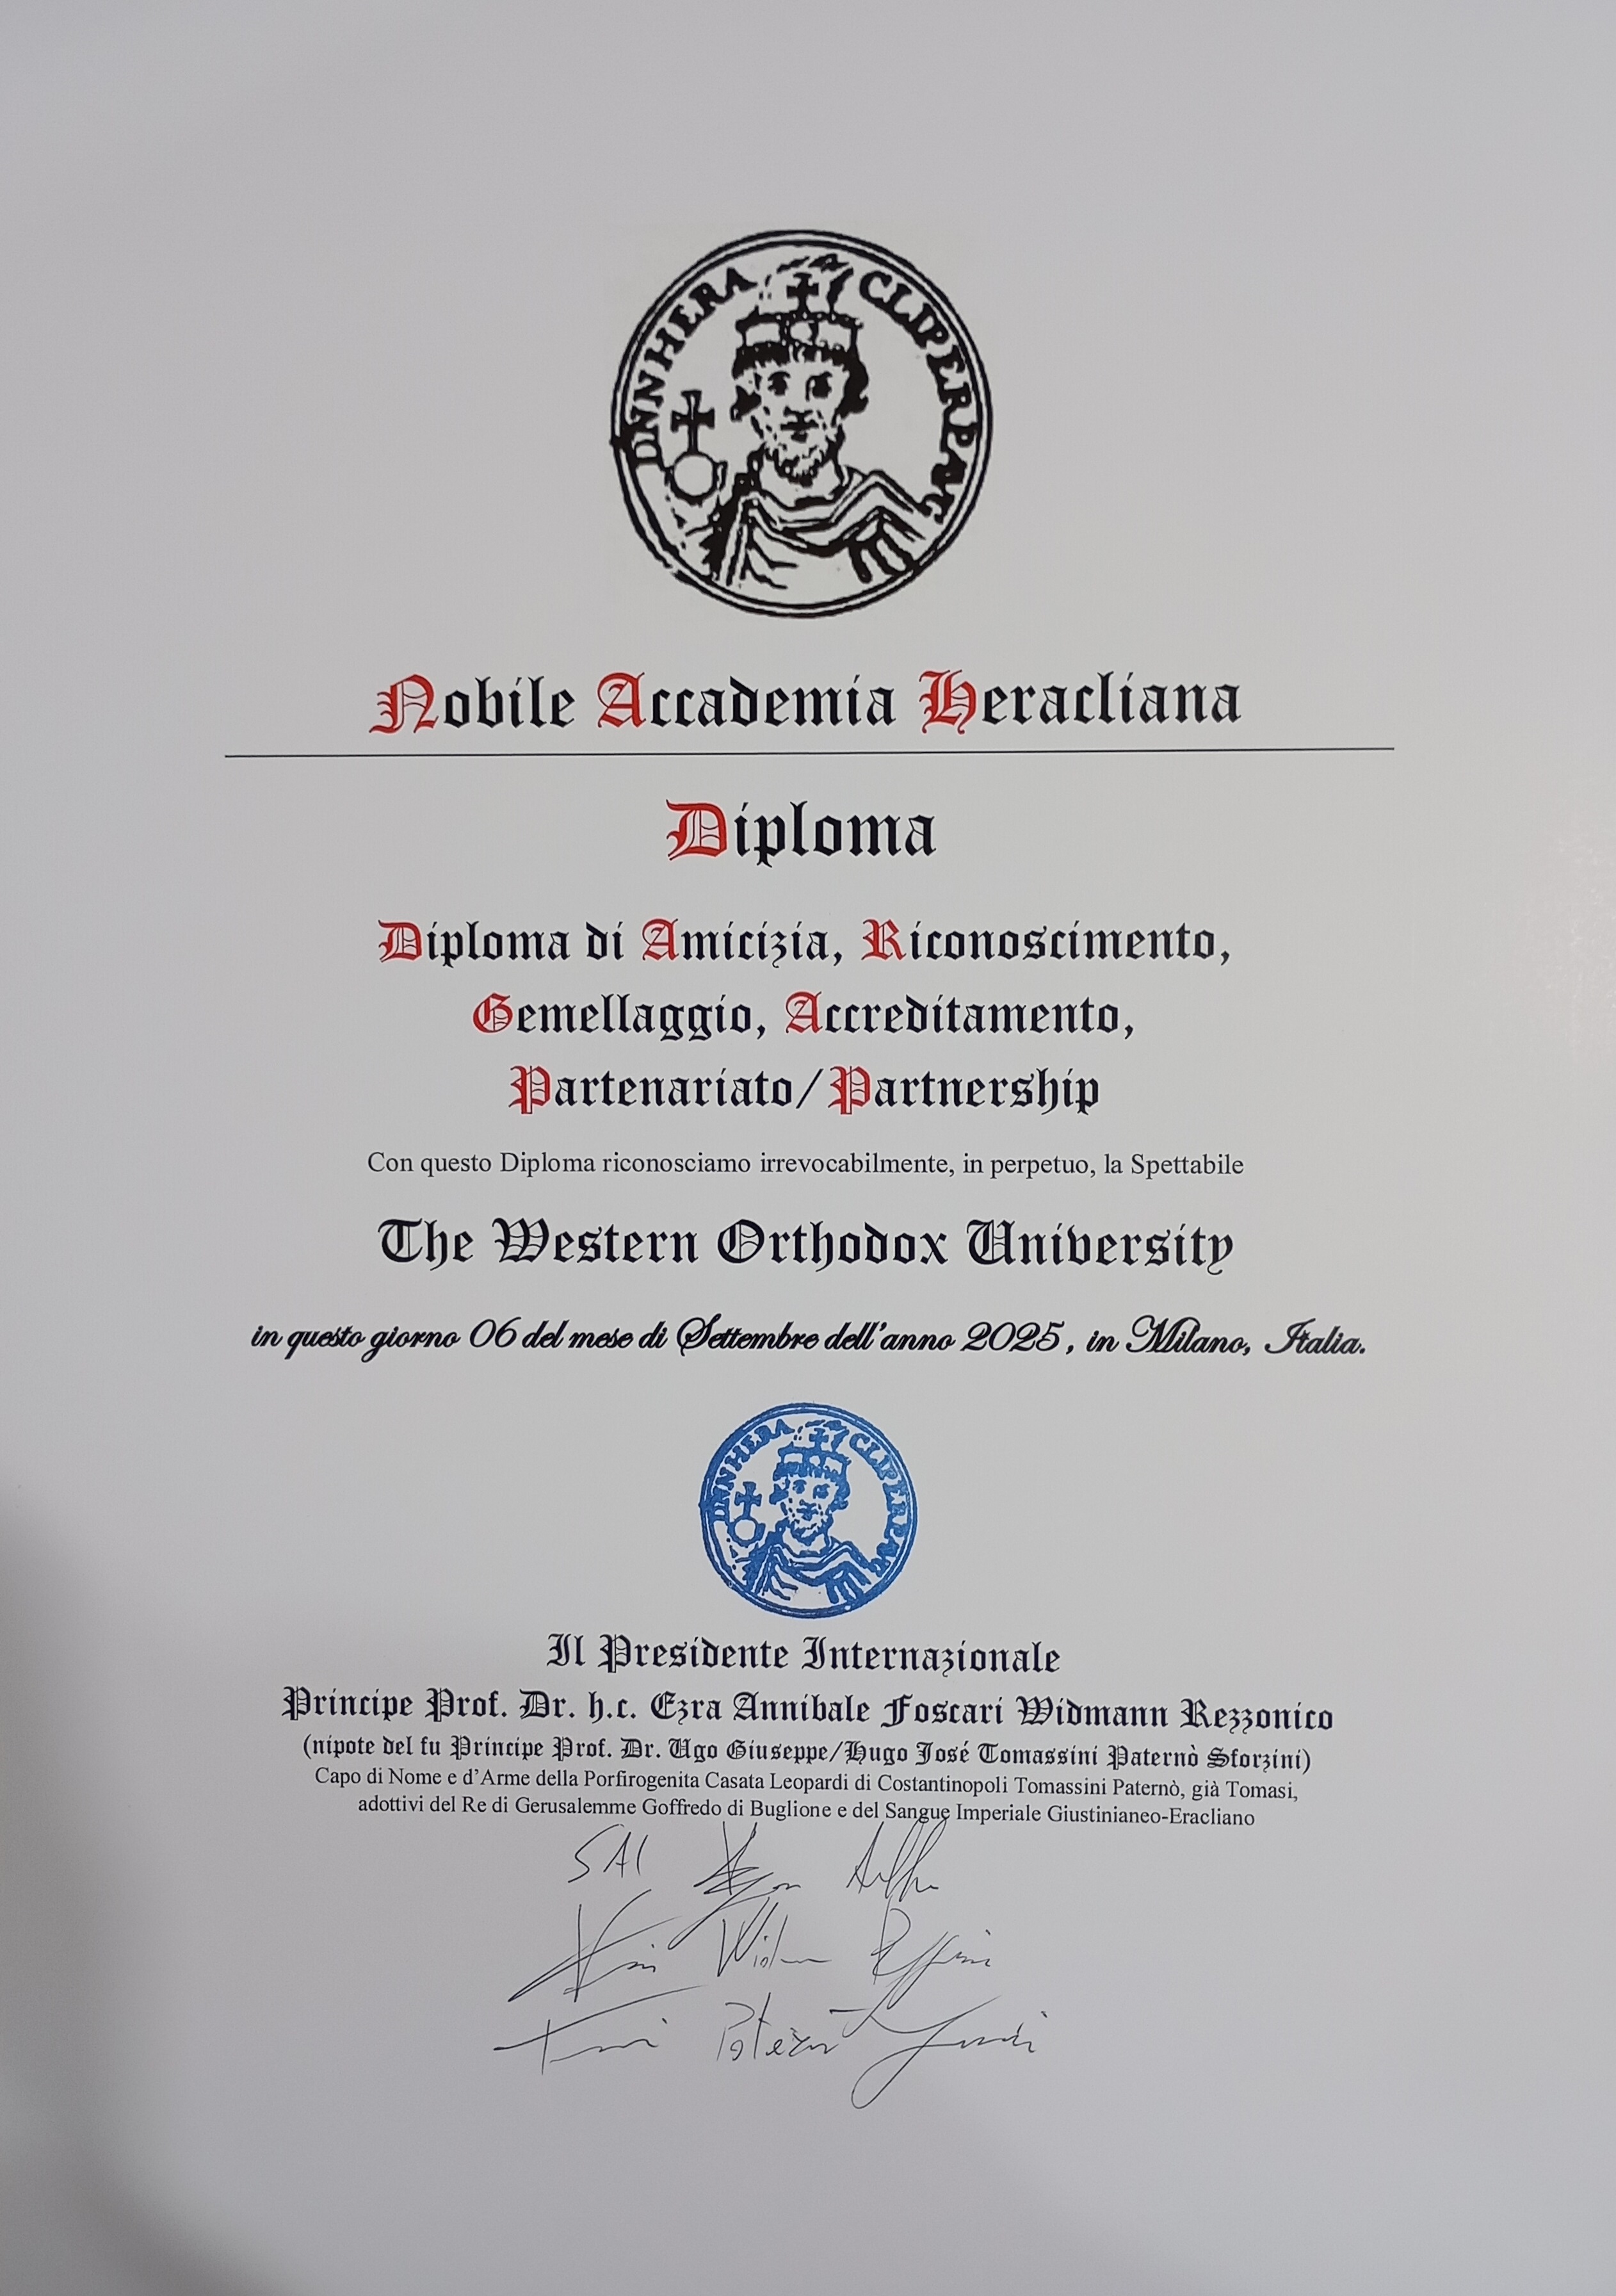 DNNHERA CLIPERPAVG
Nobile Accademia Heracliana
Diploma
Diploma di Amicizia, Riconoscimento,
Gemellaggio, Accreditamento,
Partenariato/Partnership
Con questo Diploma riconosciamo irrevocabilmente, in perpetuo, la Spettabile
The Western Orthodox University
in questo giorno 06 del mese di Settembre dell'anno 2025, in Milano, Italia.
DNNHERA CLIPERPAVG
Il Presidente Internazionale
Principe Prof. Dr. h.c. Ezra Annibale Foscari Widmann Rezzonico
(nipote del fu Principe Prof. Dr. Ugo Giuseppe/Hugo José Tomassini Paternò Sforzini)
Capo di Nome e d'Arme della Porfirogenita Casata Leopardi di Costantinopoli Tomassini Paternò, già Tomasi,
adottivi del Re di Gerusalemme Goffredo di Buglione e del Sangue Imperiale Giustinianeo-Eracliano